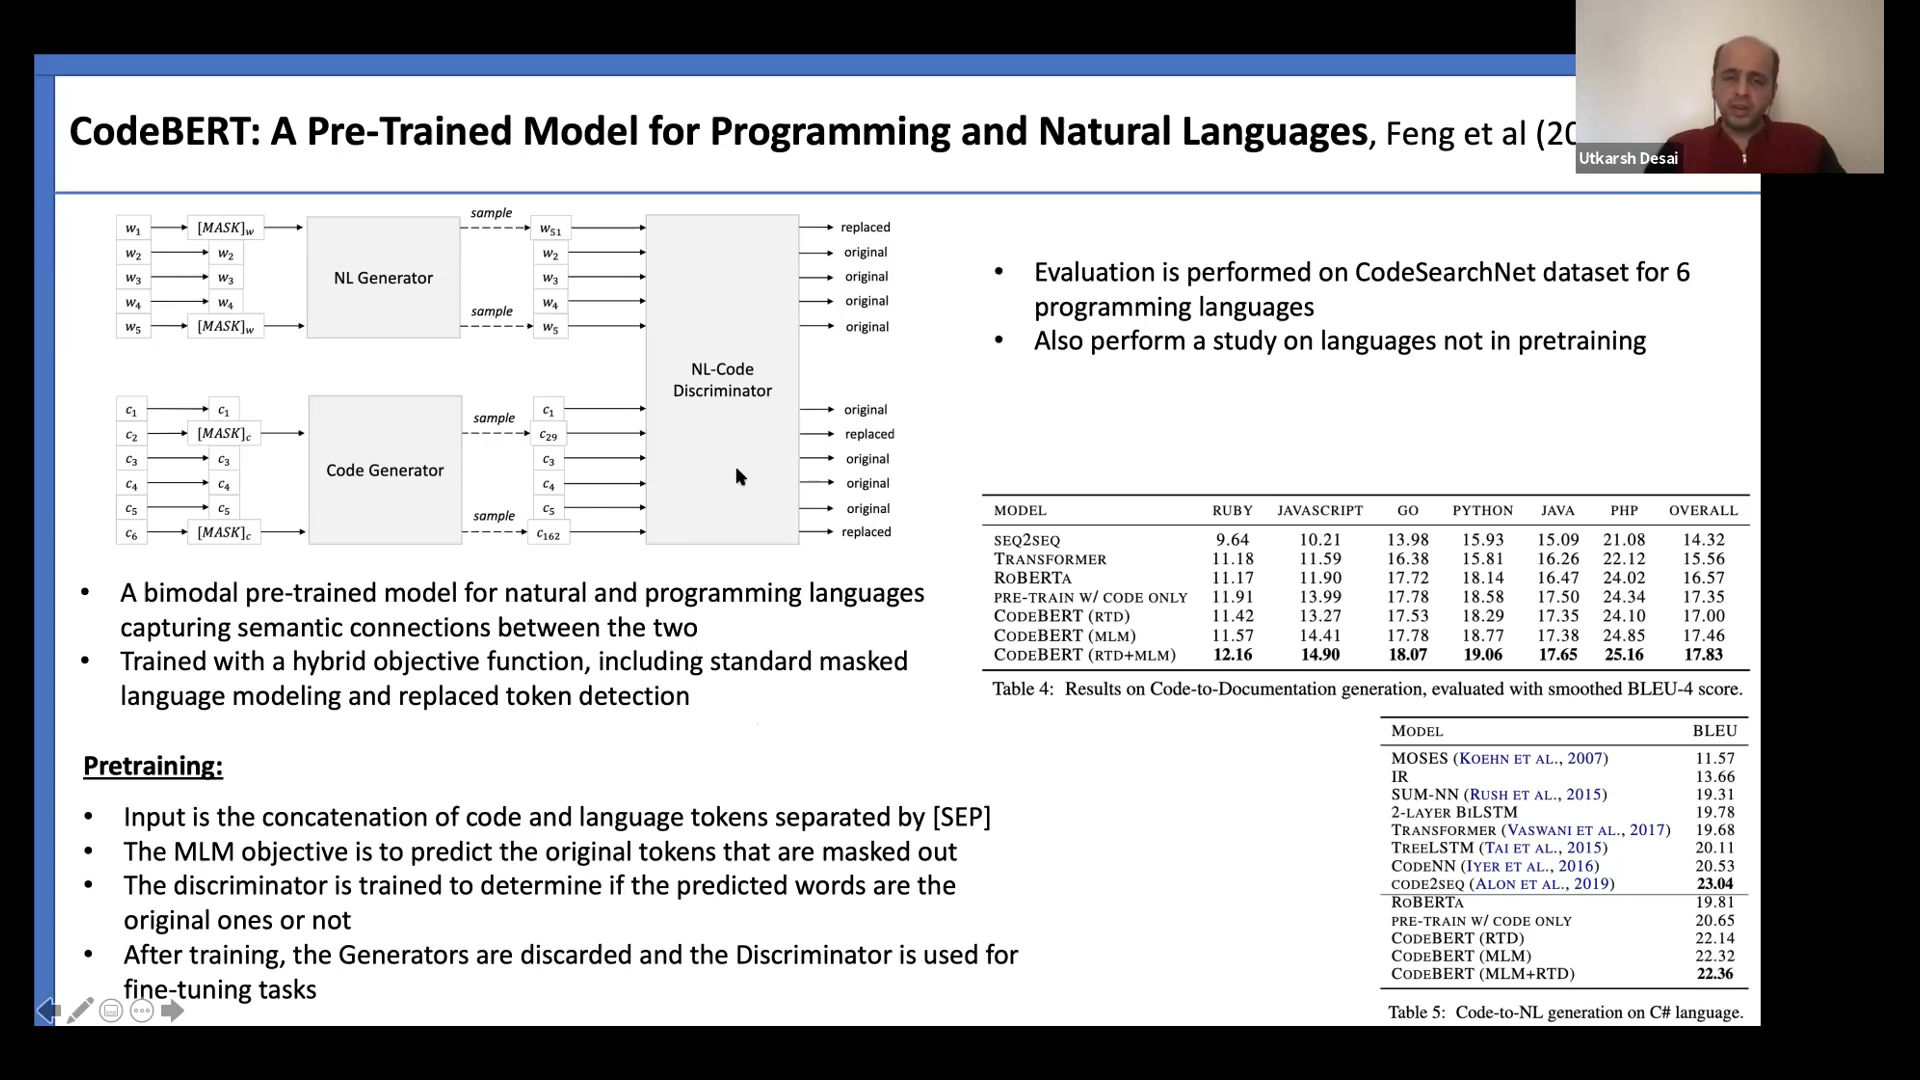 CodeBERT: A Pre-Trained Model for Programming and Natural Languages, Feng et al (20
Utkarsh Desai
w1 [MASK]w sample w51 replaced
w2 w2 w2 original
w3 w3 NL Generator w3 original
w4 w4 w4 original
w5 [MASK]w sample w5 original
NL-Code
Discriminator
c1 c1 c1 original
c2 [MASK]c sample c29 replaced
c3 c3 c3 original
c4 c4 Code Generator c4 original
c5 c5 c5 original
c6 [MASK]c sample c162 replaced
• A bimodal pre-trained model for natural and programming languages
capturing semantic connections between the two
• Trained with a hybrid objective function, including standard masked
language modeling and replaced token detection
Pretraining:
• Input is the concatenation of code and language tokens separated by [SEP]
• The MLM objective is to predict the original tokens that are masked out
• The discriminator is trained to determine if the predicted words are the
original ones or not
• After training, the Generators are discarded and the Discriminator is used for
fine-tuning tasks
• Evaluation is performed on CodeSearchNet dataset for 6
programming languages
• Also perform a study on languages not in pretraining
MODEL RUBY JAVASCRIPT GO PYTHON JAVA PHP OVERALL
SEQ2SEQ 9.64 10.21 13.98 15.93 15.09 21.08 14.32
TRANSFORMER 11.18 11.59 16.38 15.81 16.26 22.12 15.56
ROBERTA 11.17 11.90 17.72 18.14 16.47 24.02 16.57
PRE-TRAIN W/ CODE ONLY 11.91 13.99 17.78 18.58 17.50 24.34 17.35
CODEBERT (RTD) 11.42 13.27 17.53 18.29 17.35 24.10 17.00
CODEBERT (MLM) 11.57 14.41 17.78 18.77 17.38 24.85 17.46
CODEBERT (RTD+MLM) 12.16 14.90 18.07 19.06 17.65 25.16 17.83
Table 4: Results on Code-to-Documentation generation, evaluated with smoothed BLEU-4 score.
MODEL BLEU
MOSES (KOEHN ET AL., 2007) 11.57
IR 13.66
SUM-NN (RUSH ET AL., 2015) 19.31
2-LAYER BILSTM 19.78
TRANSFORMER (VASWANI ET AL., 2017) 19.68
TREELSTM (TAI ET AL., 2015) 20.11
CODENN (IYER ET AL., 2016) 20.53
CODE2SEQ (ALON ET AL., 2019) 23.04
ROBERTA 19.81
PRE-TRAIN W/ CODE ONLY 20.65
CODEBERT (RTD) 22.14
CODEBERT (MLM) 22.32
CODEBERT (MLM+RTD) 22.36
Table 5: Code-to-NL generation on C# language.